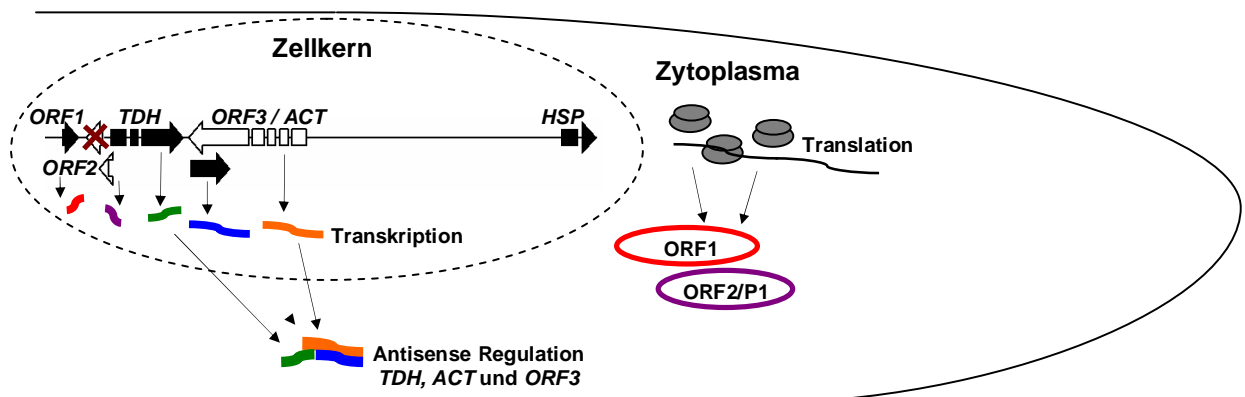 Zellkern
Zytoplasma
ORF1 TDH ORF3 / ACT HSP
ORF2
Translation
Transkription
ORF1
ORF2/P1
Antisense Regulation
TDH, ACT und ORF3